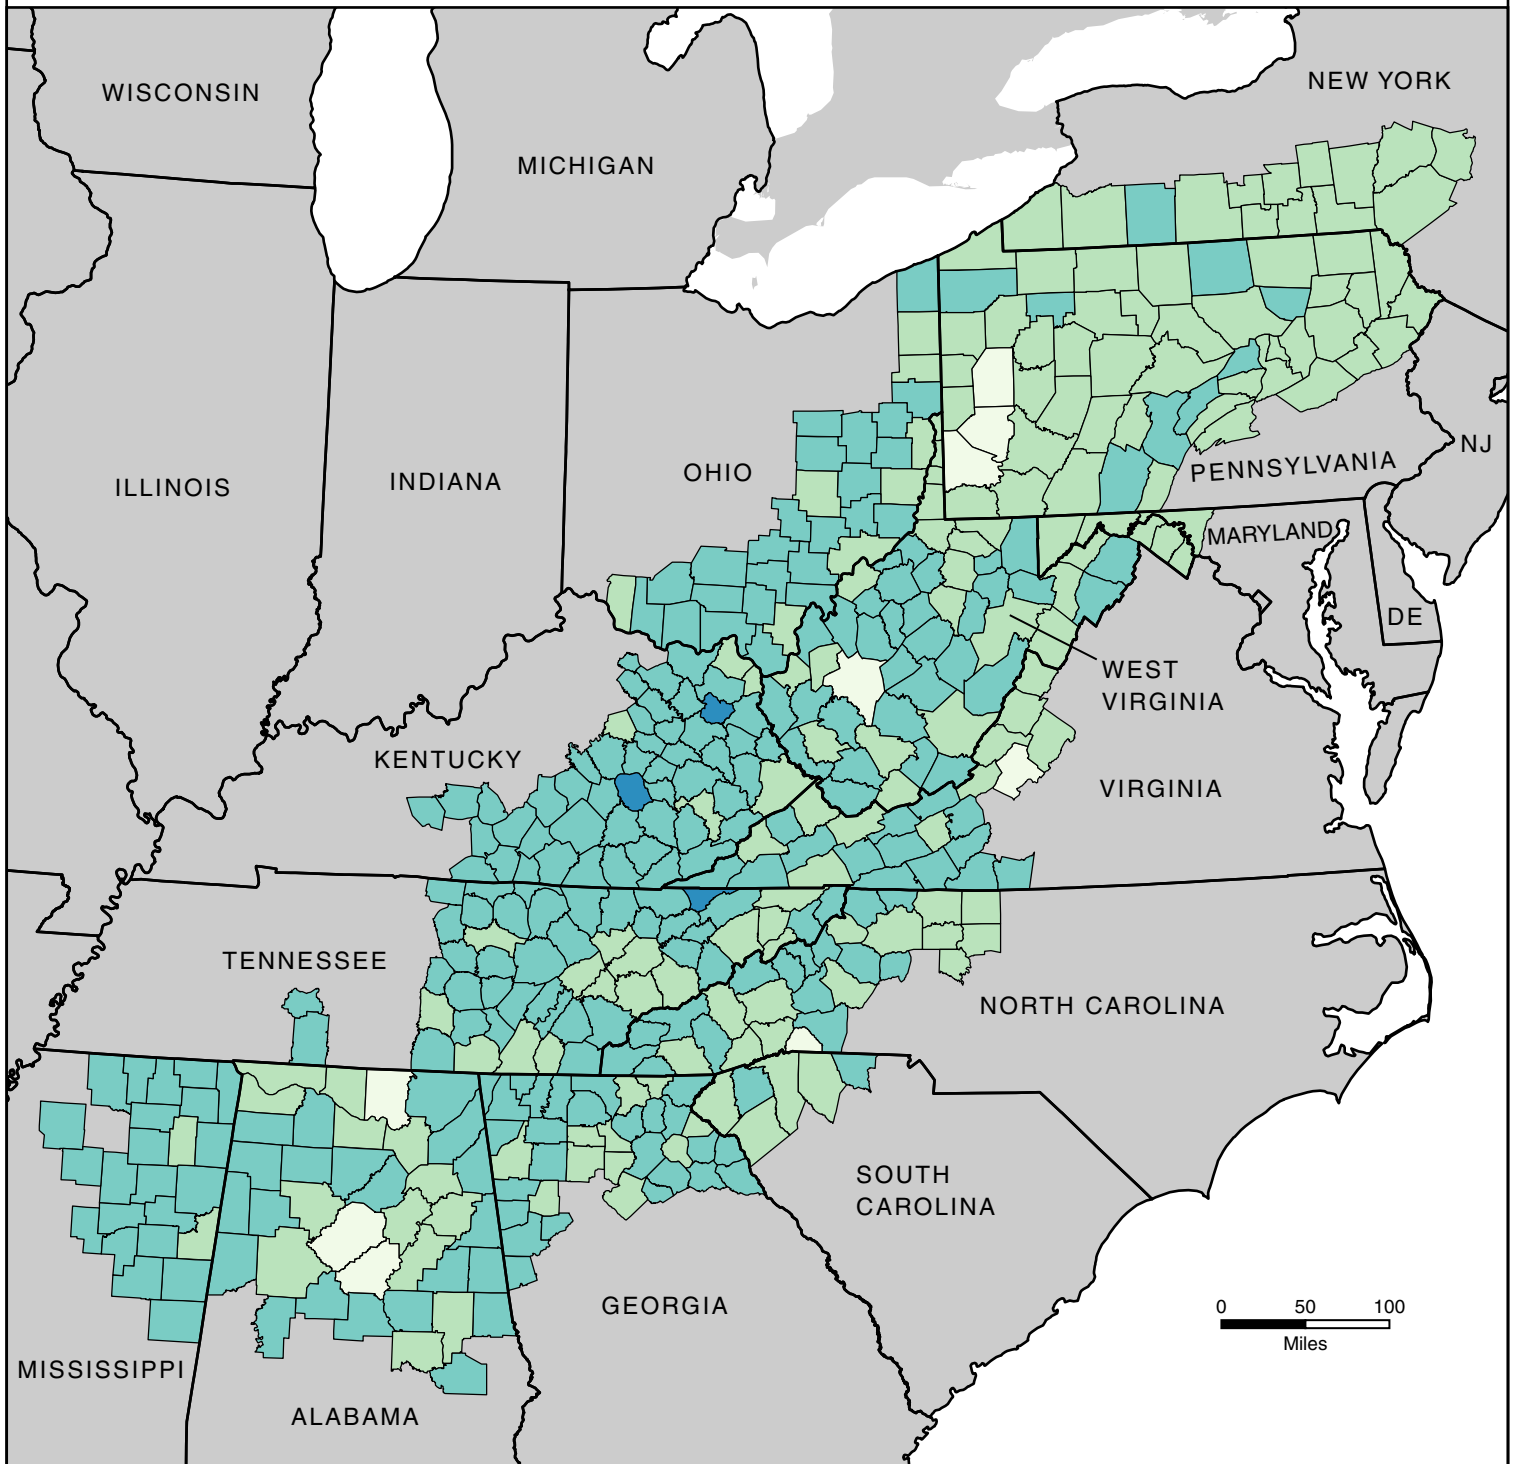 WISCONSIN
NEW YORK
MICHIGAN
NJ
PENNSYLVANIA
OHIO
INDIANA
ILLINOIS
MARYLAND
DE
WEST
VIRGINIA
KENTUCKY
VIRGINIA
TENNESSEE
NORTH CAROLINA
SOUTH
CAROLINA
GEORGIA
0 50 100
Miles
MISSISSIPPI
ALABAMA